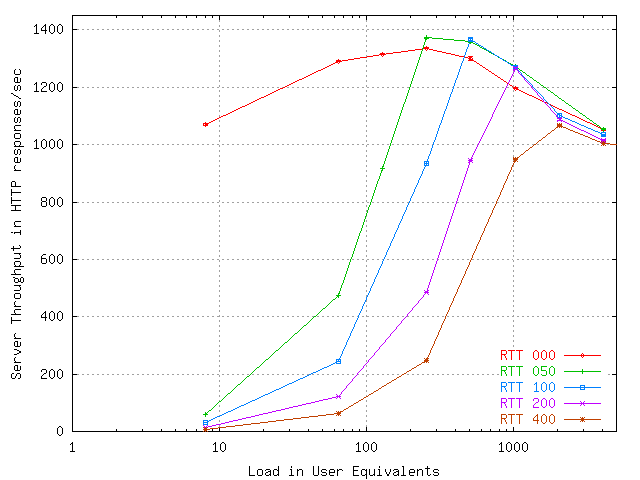 Server Throughput in HTTP responses/sec
1400
1200
1000
800
600
400
200
0
1
10
100
1000
Load in User Equivalents
RTT 000
RTT 050
RTT 100
RTT 200
RTT 400